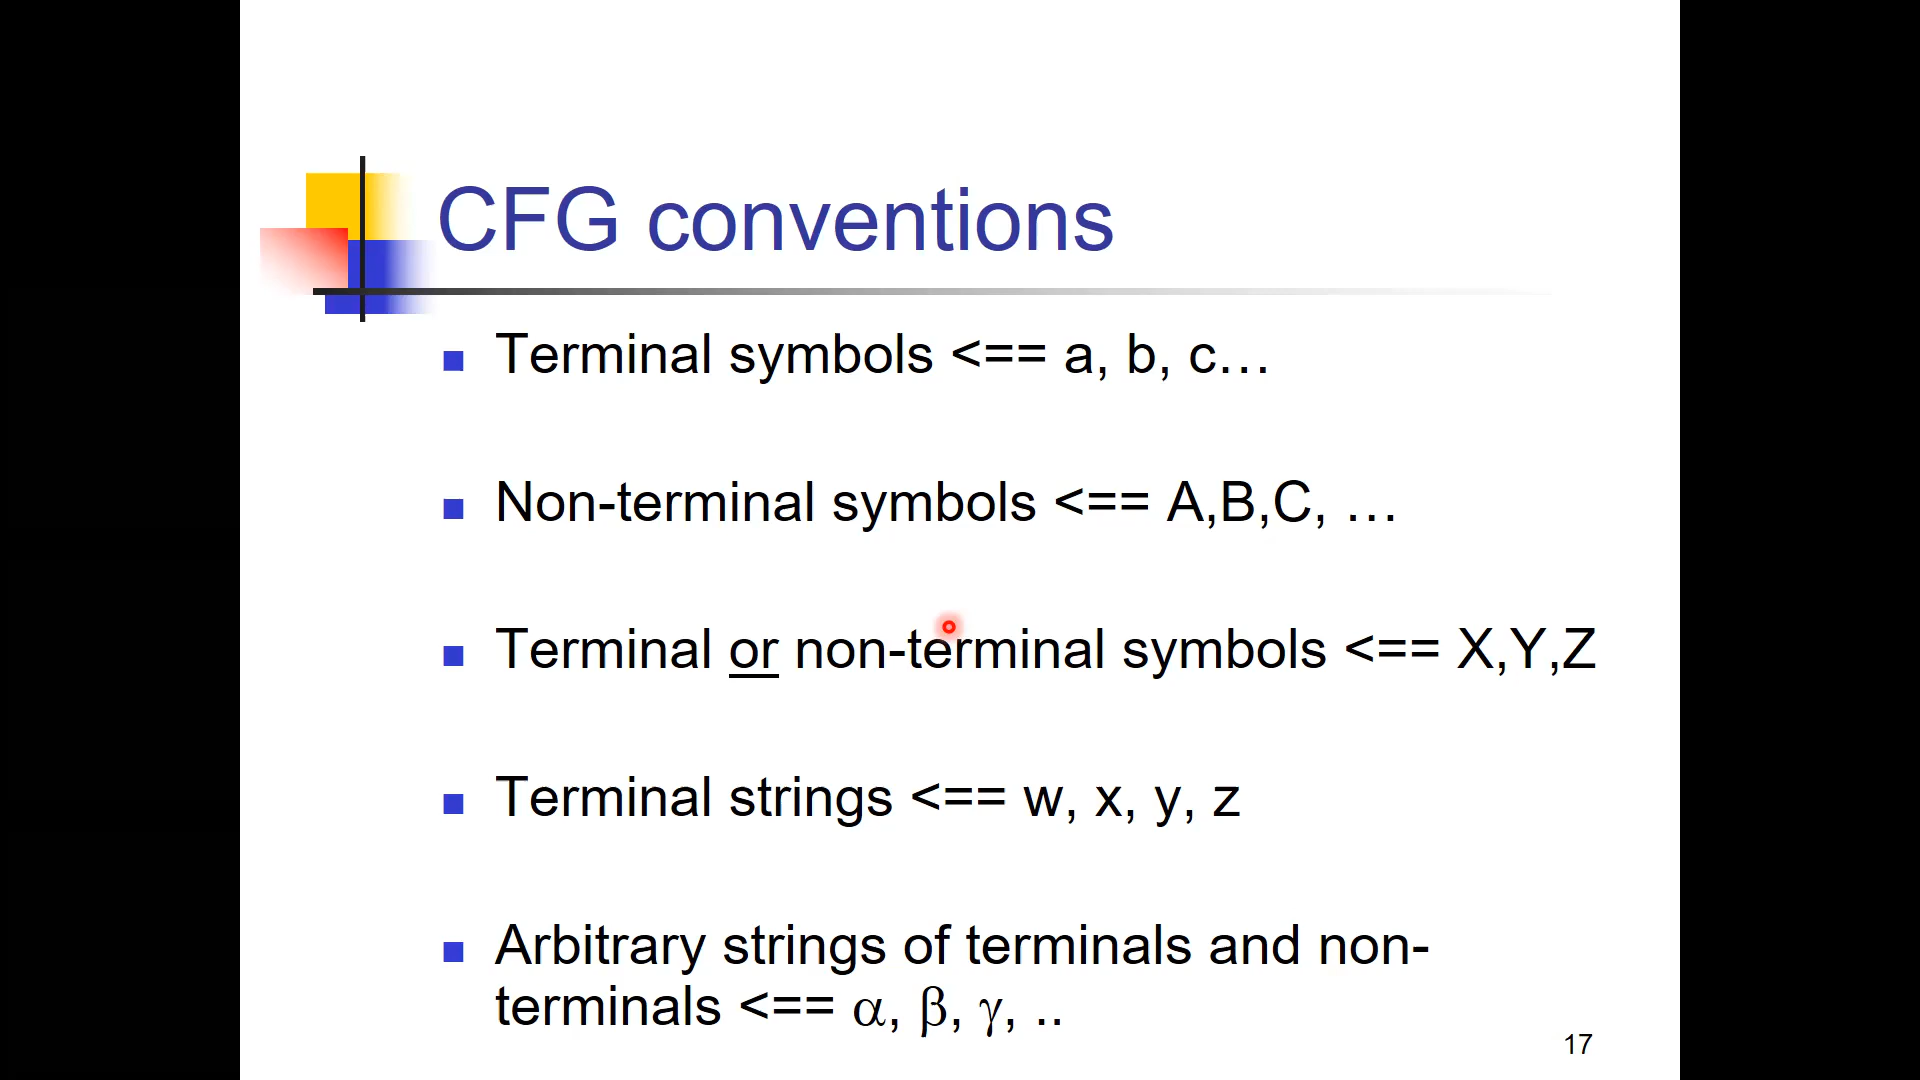 CFG conventions
Terminal symbols <== a, b, c…
Non-terminal symbols <== A,B,C, …
Terminal or non-terminal symbols <== X,Y,Z
Terminal strings <== w, x, y, z
Arbitrary strings of terminals and non-
terminals <== α, β, γ, ..
17